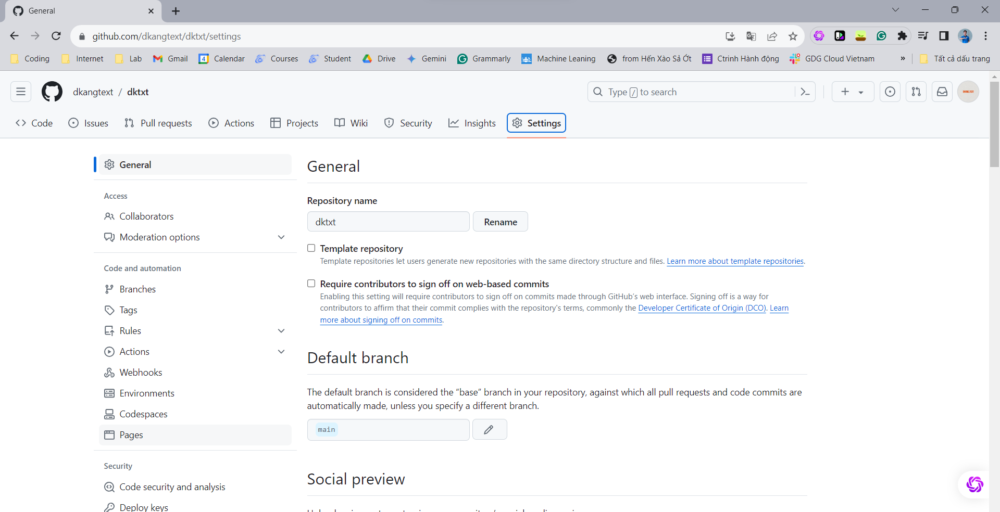 General
github.com/dkangtext/dktxt/settings
Coding Internet Lab Gmail Calendar Courses Student Drive Gemini Grammarly Machine Leaning from Hến Xào Sả Ớt Ctrinh Hành động GDG Cloud Vietnam » Tất cả dấu trang
dkangtext / dktxt
Type / to search
Code Issues Pull requests Actions Projects Wiki Security Insights Settings
General
Access
Collaborators
Moderation options
Code and automation
Branches
Tags
Rules
Actions
Webhooks
Environments
Codespaces
Pages
Security
Code security and analysis
Deploy keys
General
Repository name
dktxt Rename
Template repository
Template repositories let users generate new repositories with the same directory structure and files. Learn more about template repositories.
Require contributors to sign off on web-based commits
Enabling this setting will require contributors to sign off on commits made through GitHub's web interface. Signing off is a way for
contributors to affirm that their commit complies with the repository's terms, commonly the Developer Certificate of Origin (DCO). Learn
more about signing off on commits.
Default branch
The default branch is considered the “base” branch in your repository, against which all pull requests and code commits are
automatically made, unless you specify a different branch.
main
Social preview